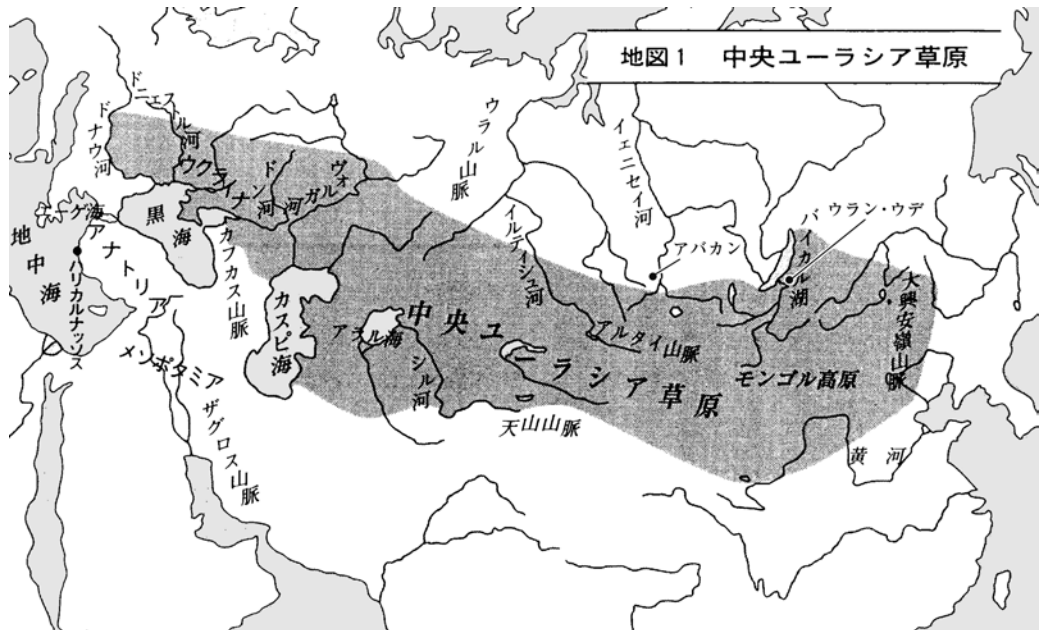 地図1 中央ユーラシア草原
ドナウ河
ドニェストル河
ウクライナ
ドン河
ヴォルガ河
ウラル山脈
イェニセイ河
イルティシュ河
アバカン
バイカル湖
ウラン・ウデ
大興安嶺山脈
エーゲ海
黒海
地中海
ハリカルナッソス
アナトリア
カフカス山脈
カスピ海
アラル海
シル河
中央ユーラシア草原
アルタイ山脈
モンゴル高原
メソポタミア
ザグロス山脈
天山山脈
黄河